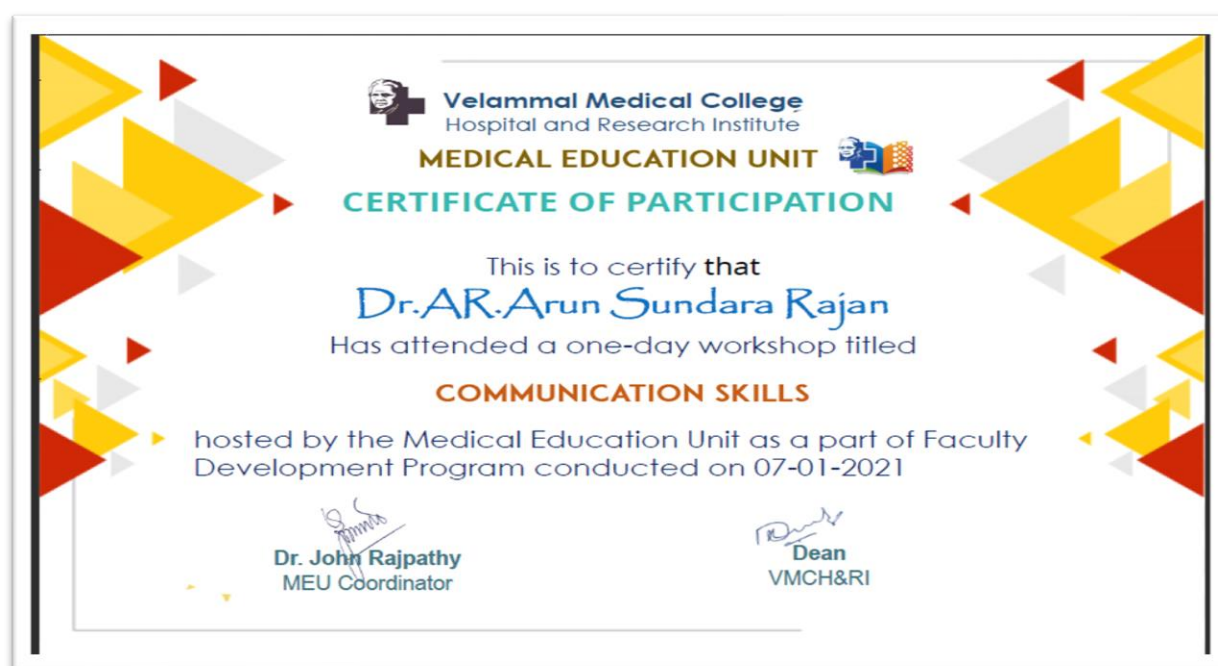 Velammal Medical College
Hospital and Research Institute
MEDICAL EDUCATION UNIT
CERTIFICATE OF PARTICIPATION
This is to certify that
Dr.AR.Arun Sundara Rajan
Has attended a one-day workshop titled
COMMUNICATION SKILLS
hosted by the Medical Education Unit as a part of Faculty
Development Program conducted on 07-01-2021
Dr. John Rajpathy
MEU Coordinator
Dean
VMCH&RI